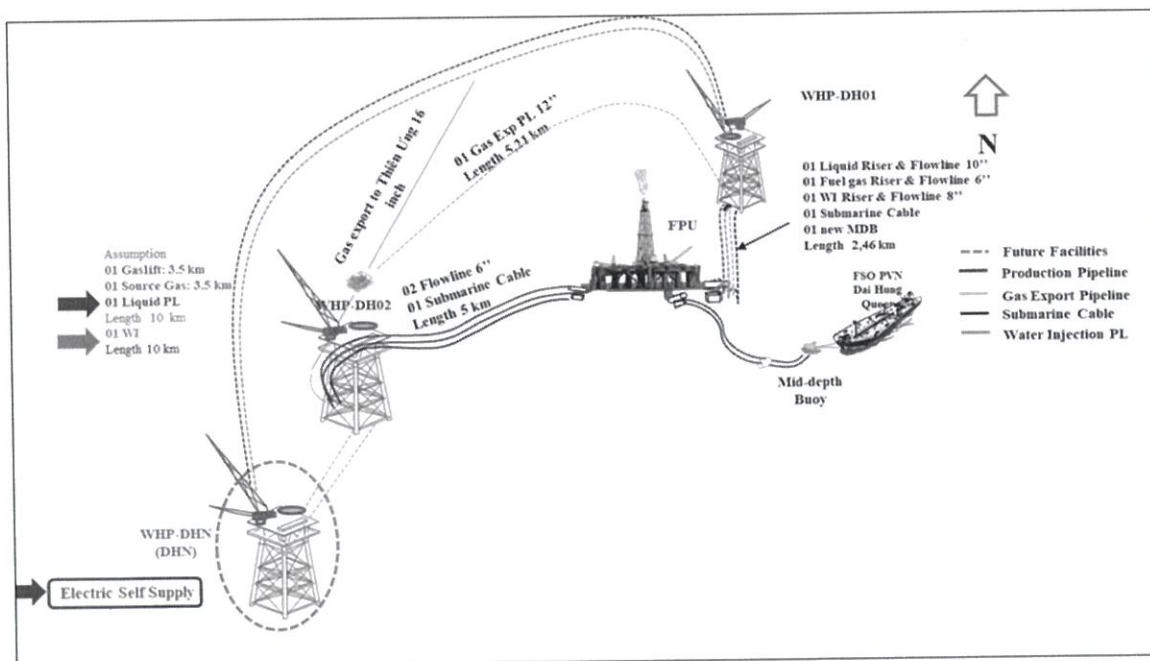 WHP-DH01
N
01 Gas Exp PL 12’’
Length 5,21 km
Gas export to Thiên Ưng 16
inch
01 Liquid Riser & Flowline 10’’
01 Fuel gas Riser & Flowline 6’’
01 WI Riser & Flowline 8’’
01 Submarine Cable
01 new MDB
Length 2,46 km
FPU
Assumption
01 Gaslift: 3.5 km
01 Source Gas: 3.5 km
01 Liquid PL
Length 10 km
01 WI
Length 10 km
WHP-DH02
02 Flowline 6’’
01 Submarine Cable
Length 5 km
FSO PVN
Dai Hung
Queen
Future Facilities
Production Pipeline
Gas Export Pipeline
Submarine Cable
Water Injection PL
Mid-depth
Buoy
WHP-DHN
(DHN)
Electric Self Supply